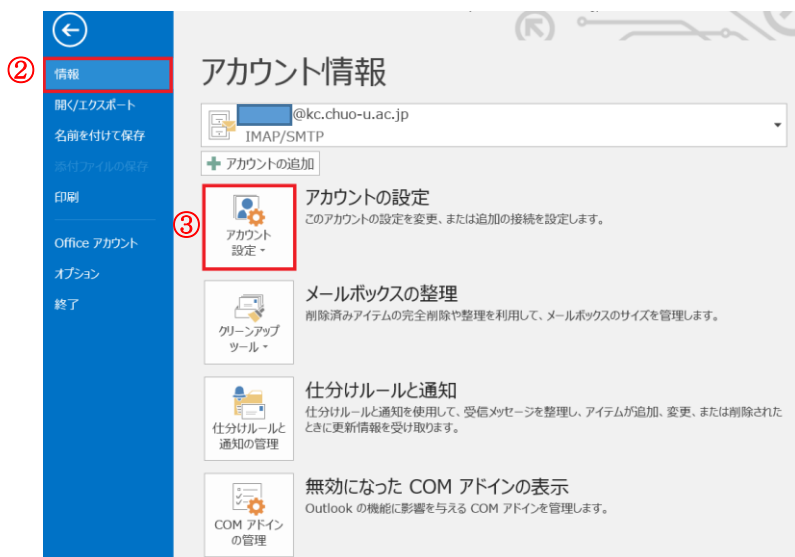 ②
情報
開く/エクスポート
名前を付けて保存
添付ファイルの保存
印刷
Office アカウント
オプション
終了
アカウント情報
@kc.chuo-u.ac.jp
IMAP/SMTP
アカウントの追加
③
アカウント
設定
アカウントの設定
このアカウントの設定を変更、または追加の接続を設定します。
クリーンアップ
ツール
メールボックスの整理
削除済みアイテムの完全削除や整理を利用して、メールボックスのサイズを管理します。
仕分けルールと
通知の管理
仕分けルールと通知
仕分けルールと通知を使用して、受信メッセージを整理し、アイテムが追加、変更、または削除された
ときに更新情報を受け取ります。
COM アドイン
の管理
無効になった COM アドインの表示
Outlook の機能に影響を与える COM アドインを管理します。